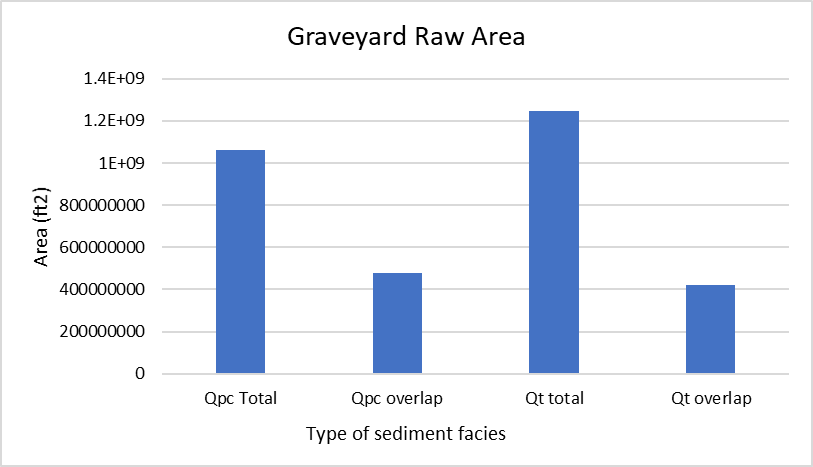 Graveyard Raw Area
1.4E+09
1.2E+09
1E+09
800000000
600000000
400000000
200000000
0
Area (ft2)
Qpc Total Qpc overlap Qt total Qt overlap
Type of sediment facies